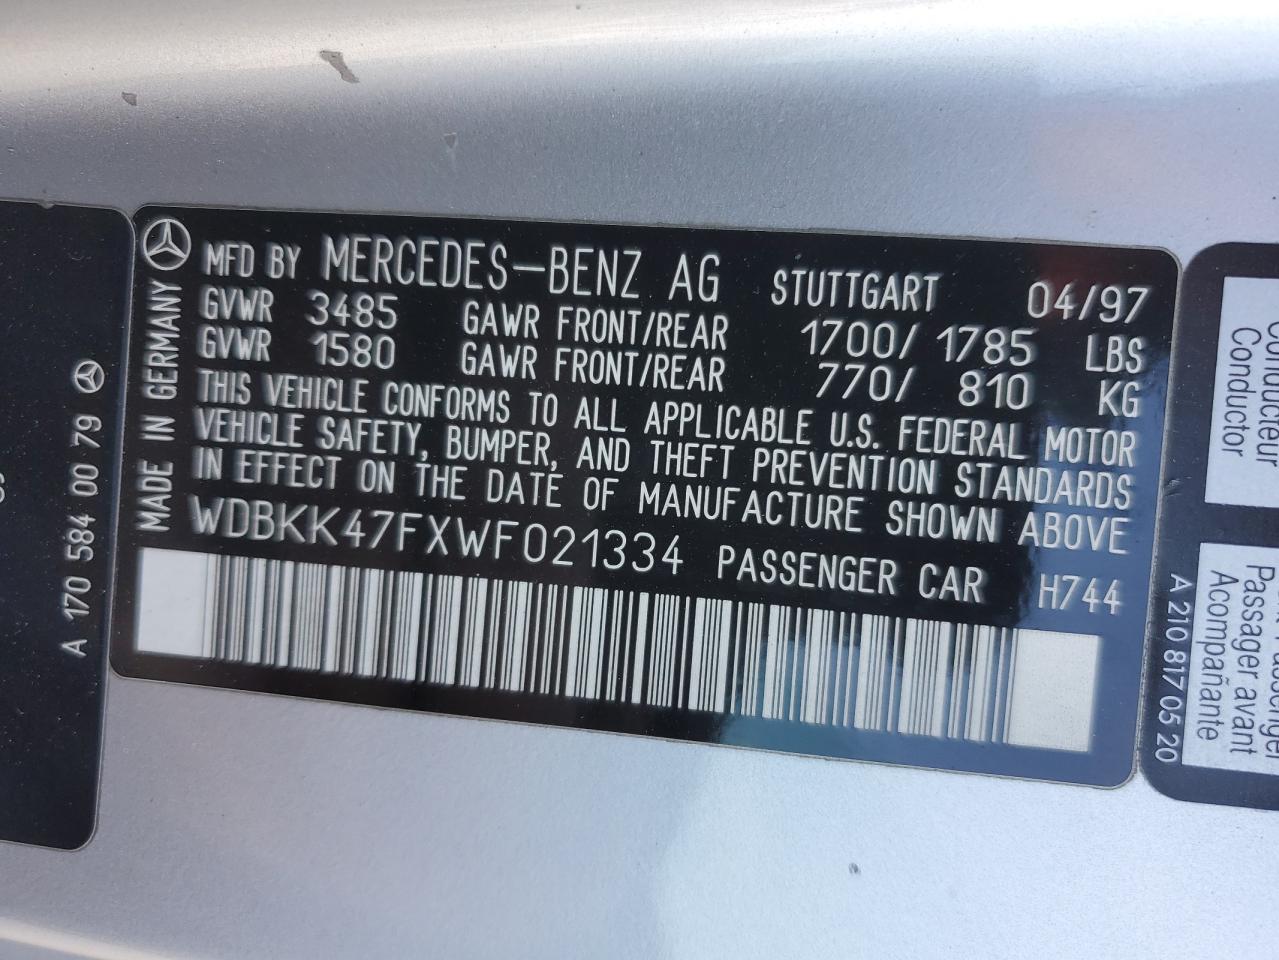 A 170 584 00 79
MADE IN GERMANY
MFD BY MERCEDES-BENZ AG STUTTGART 04/97
GVWR 3485 GAWR FRONT/REAR 1700/ 1785 LBS
GVWR 1580 GAWR FRONT/REAR 770/ 810 KG
THIS VEHICLE CONFORMS TO ALL APPLICABLE U.S. FEDERAL MOTOR
VEHICLE SAFETY, BUMPER, AND THEFT PREVENTION STANDARDS
IN EFFECT ON THE DATE OF MANUFACTURE SHOWN ABOVE
WDBKK47FXWF021334 PASSENGER CAR H744
A 210 817 05 20
Conducteur
Conductor
Passager avant
Acompañante